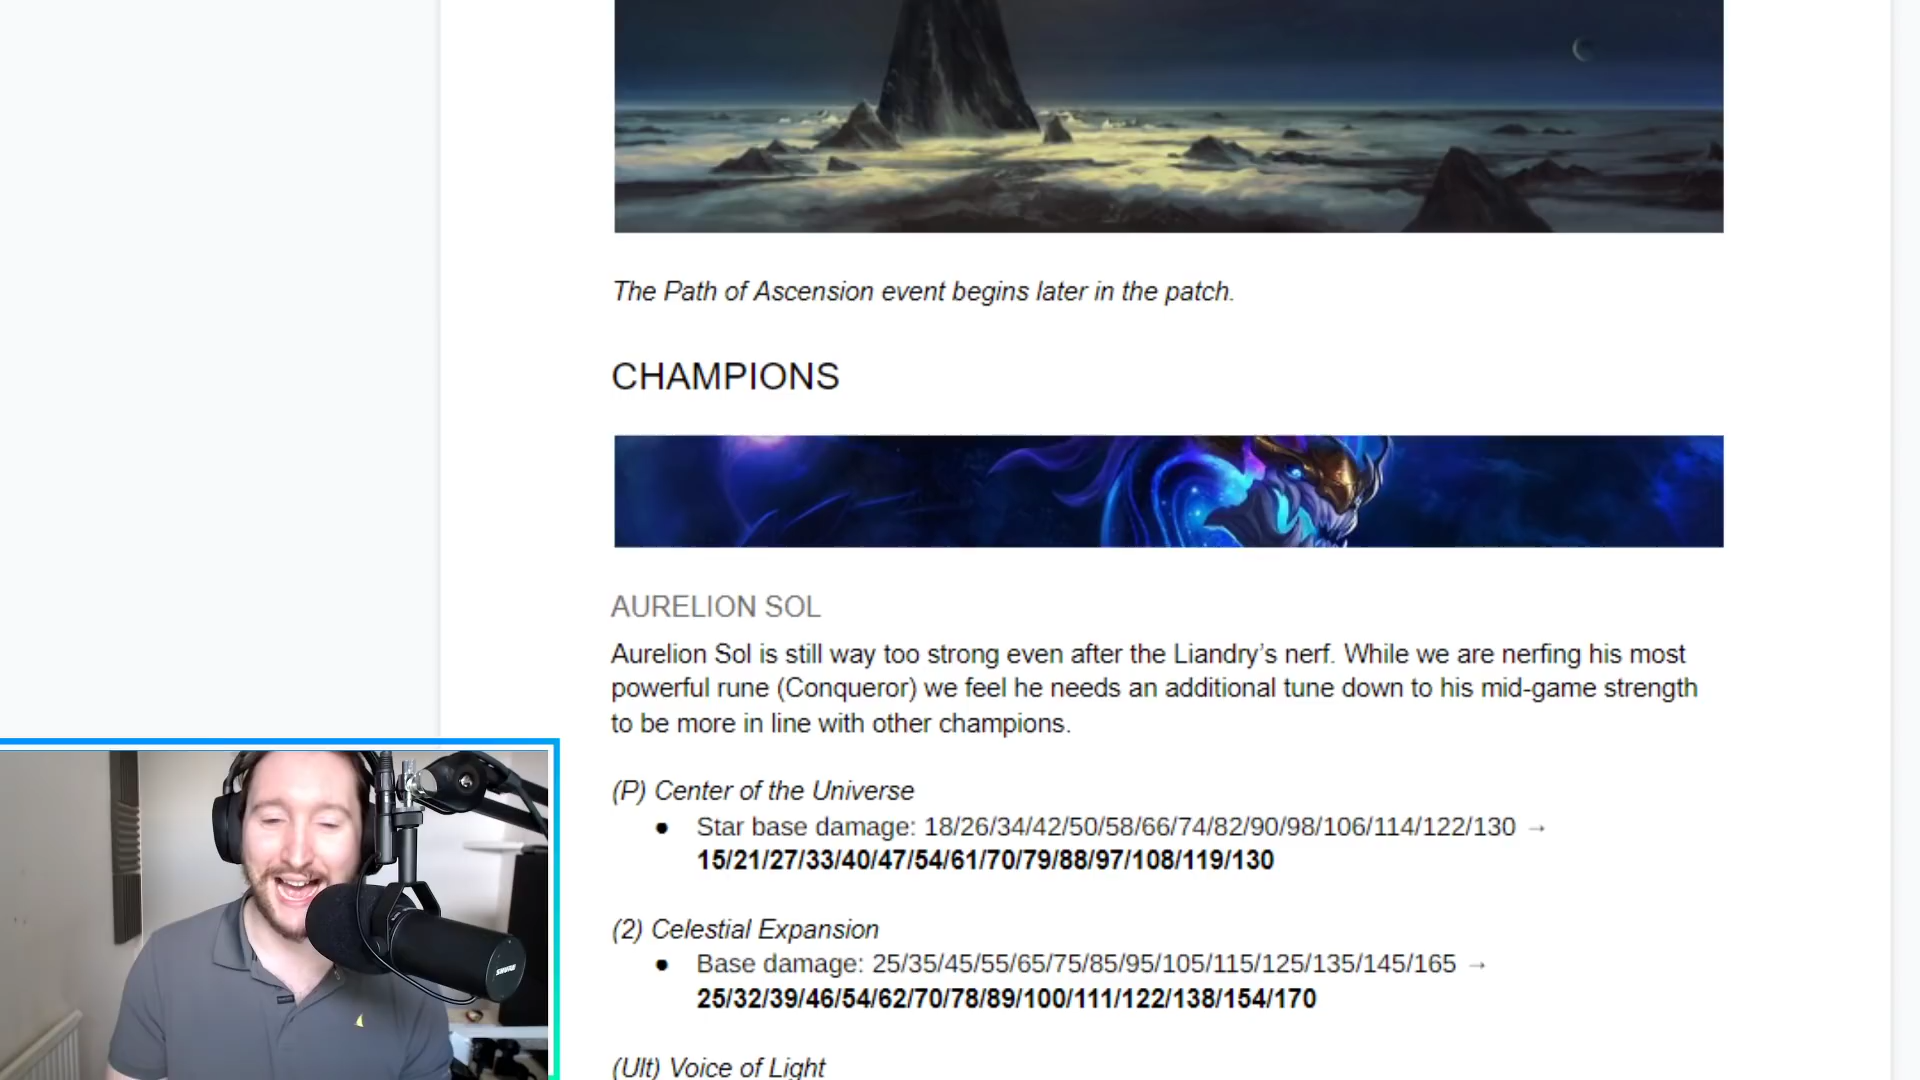 The Path of Ascension event begins later in the patch.
CHAMPIONS
AURELION SOL
Aurelion Sol is still way too strong even after the Liandry’s nerf. While we are nerfing his most
powerful rune (Conqueror) we feel he needs an additional tune down to his mid-game strength
to be more in line with other champions.
(P) Center of the Universe
● Star base damage: 18/26/34/42/50/58/66/74/82/90/98/106/114/122/130 →
15/21/27/33/40/47/54/61/70/79/88/97/108/119/130
(2) Celestial Expansion
● Base damage: 25/35/45/55/65/75/85/95/105/115/125/135/145/165 →
25/32/39/46/54/62/70/78/89/100/111/122/138/154/170
(Ult) Voice of Light
SHURE